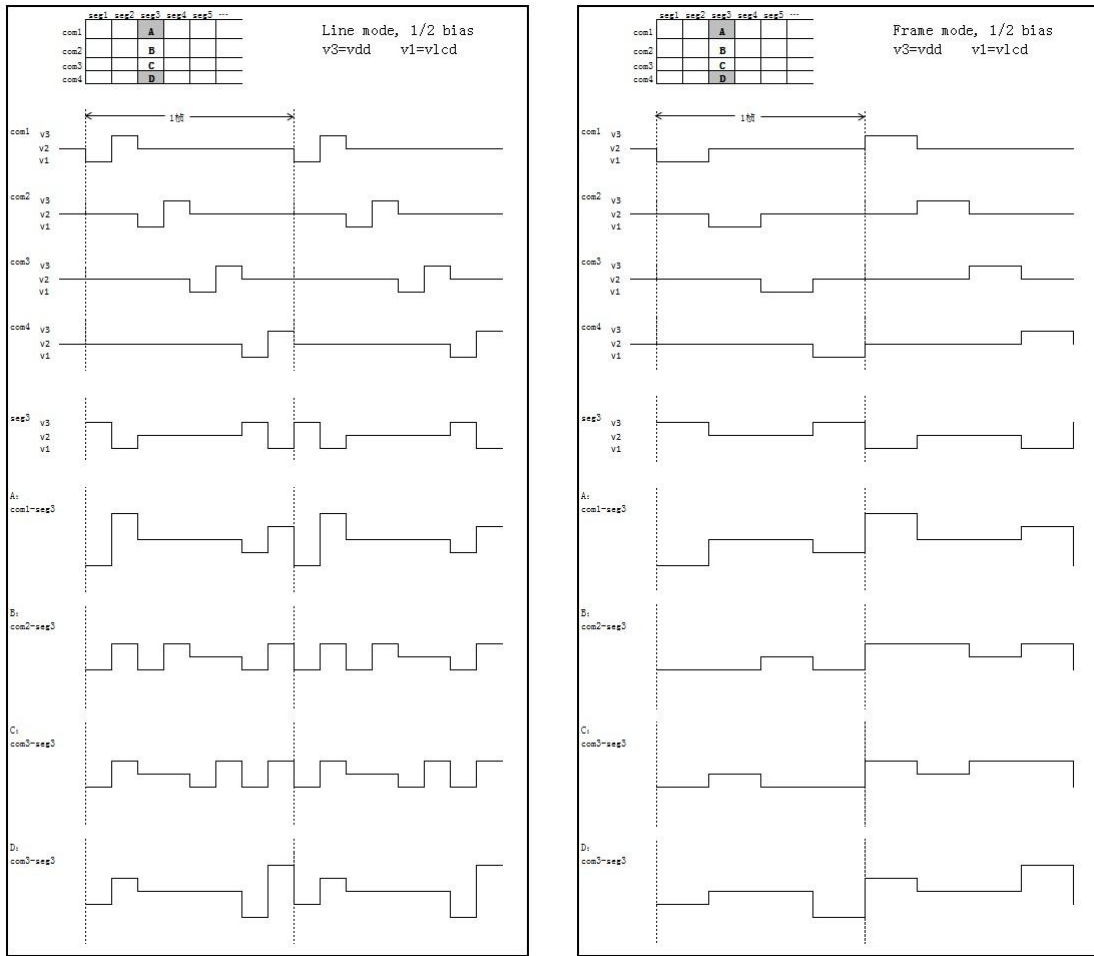 seg1 seg2 seg3 seg4 seg5 ---
com1 A
com2 B
com3 C
com4 D
Line mode, 1/2 bias
v3=vdd v1=vlcd
1帧
com1 v3
v2
v1
com2 v3
v2
v1
com3 v3
v2
v1
com4 v3
v2
v1
seg3 v3
v2
v1
A:
com1-seg3
B:
com2-seg3
C:
com3-seg3
D:
com3-seg3
seg1 seg2 seg3 seg4 seg5 ---
com1 A
com2 B
com3 C
com4 D
Frame mode, 1/2 bias
v3=vdd v1=vlcd
1帧
com1 v3
v2
v1
com2 v3
v2
v1
com3 v3
v2
v1
com4 v3
v2
v1
seg3 v3
v2
v1
A:
com1-seg3
B:
com2-seg3
C:
com3-seg3
D:
com3-seg3